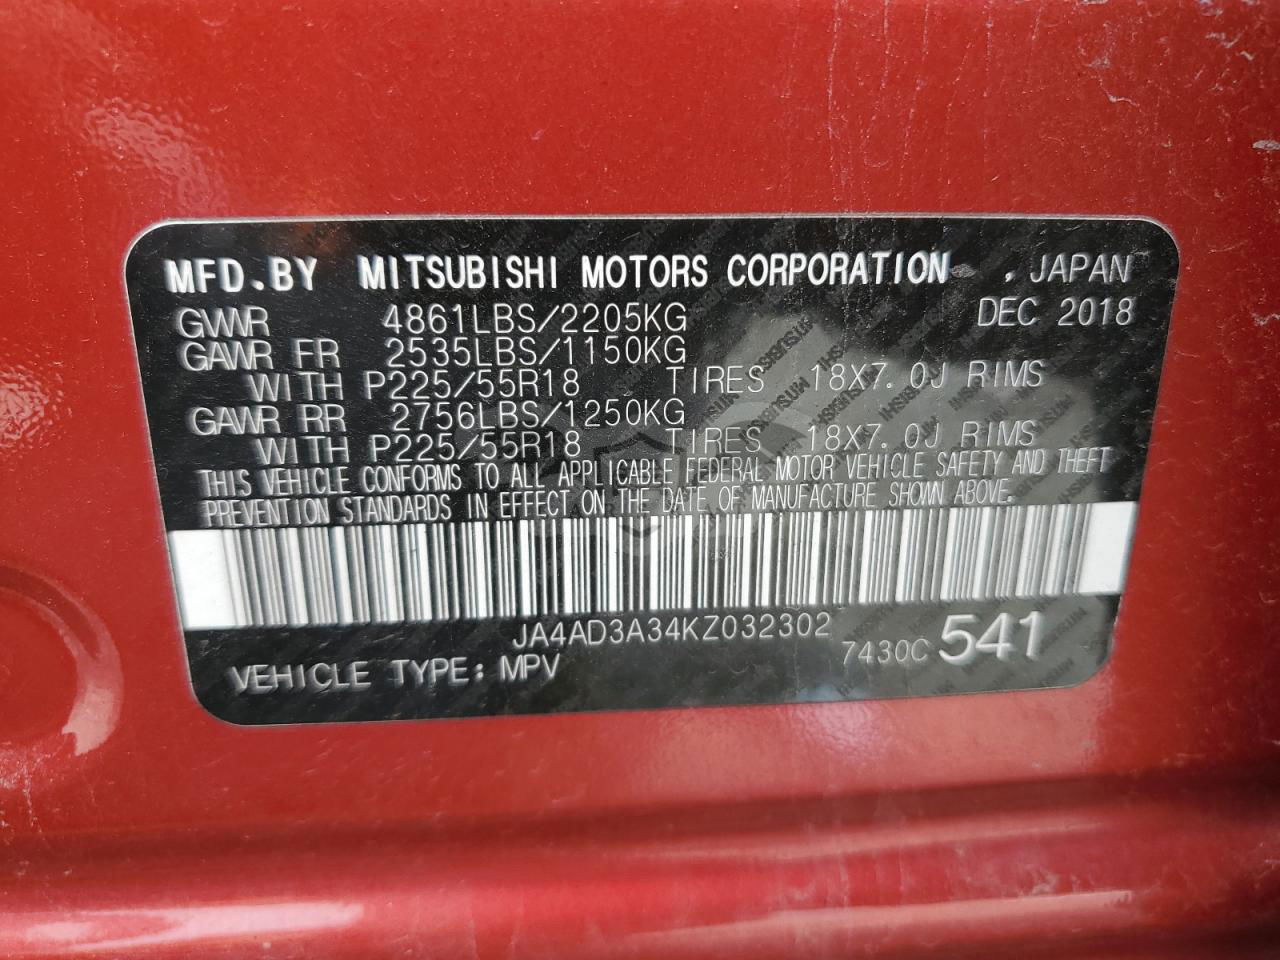 MFD.BY MITSUBISHI MOTORS CORPORATION . JAPAN
GVWR 4861LBS/2205KG DEC 2018
GAWR FR 2535LBS/1150KG
WITH P225/55R18 TIRES 18X7.0J RIMS
GAWR RR 2756LBS/1250KG
WITH P225/55R18 TIRES 18X7.0J RIMS
THIS VEHICLE CONFORMS TO ALL APPLICABLE FEDERAL MOTOR VEHICLE SAFETY AND THEFT
PREVENTION STANDARDS IN EFFECT ON THE DATE OF MANUFACTURE SHOWN ABOVE.
JA4AD3A34KZ032302
7430C 541
VEHICLE TYPE: MPV